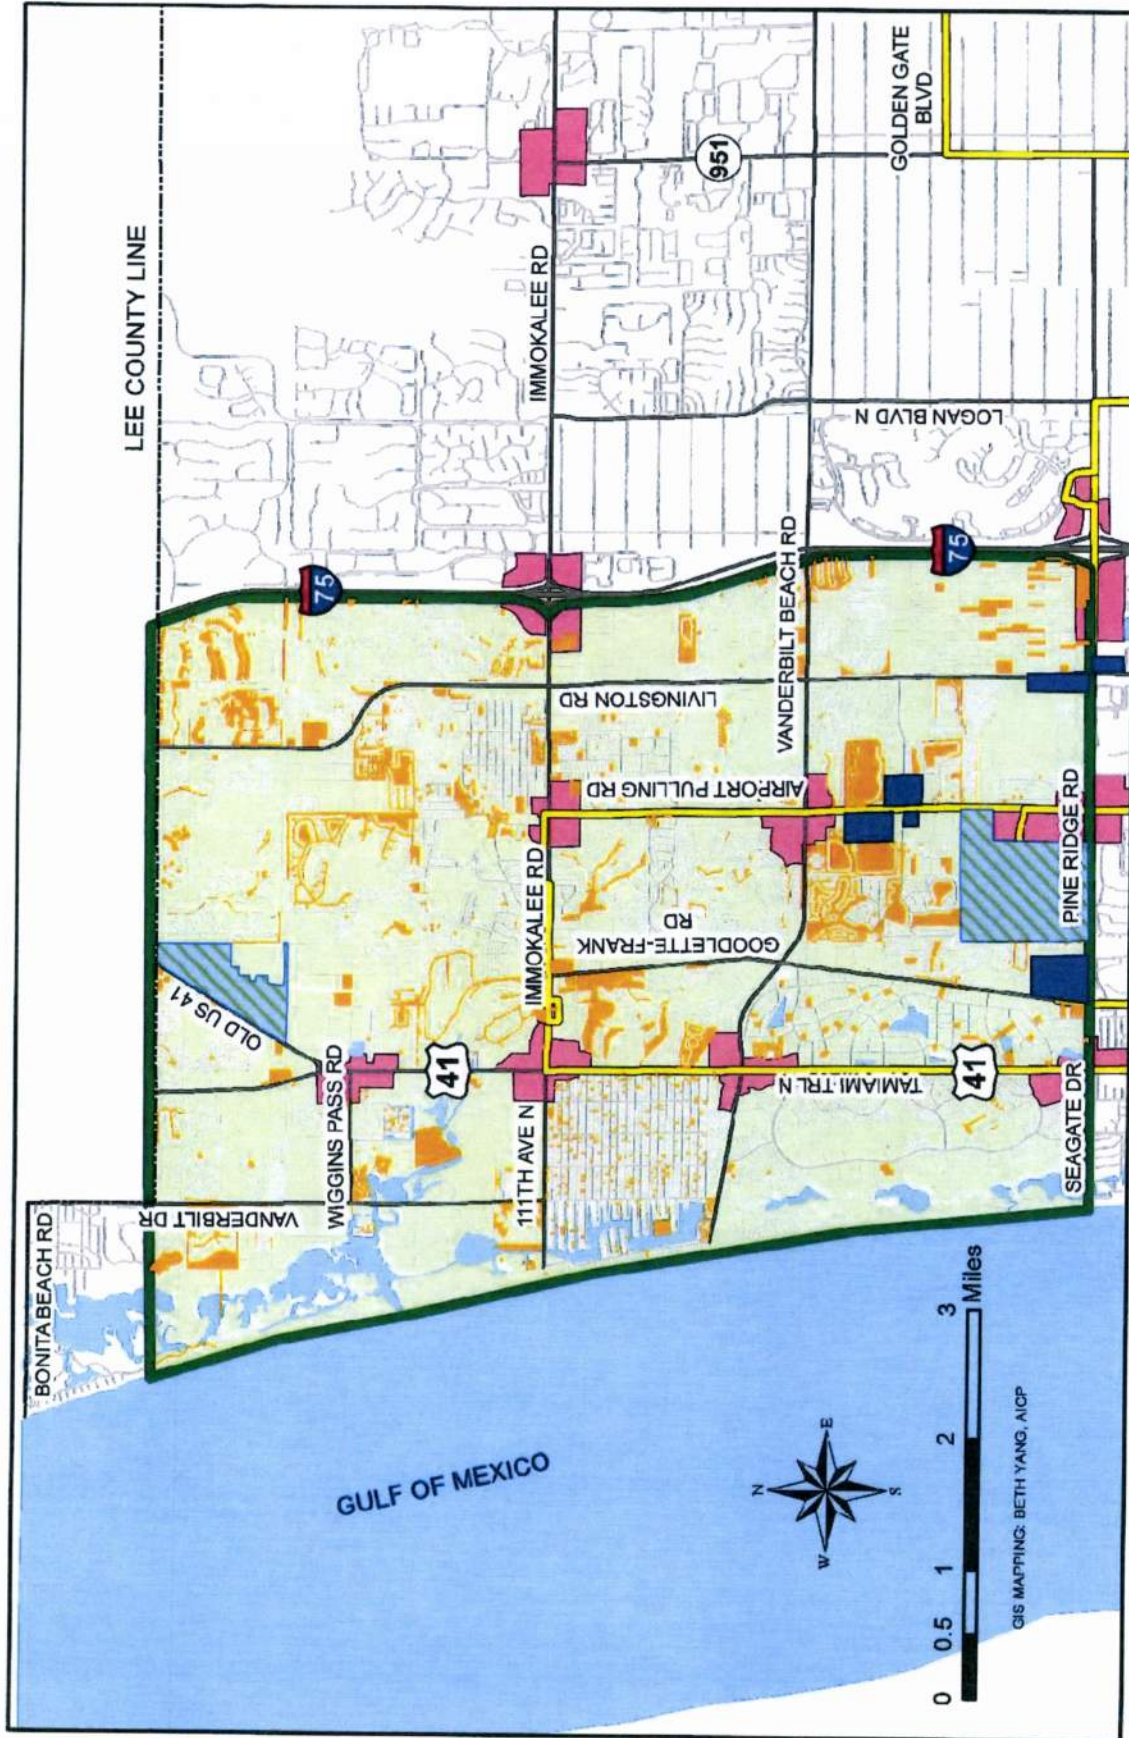 LEE COUNTY LINE
BONITA BEACH RD
OLD US 41
VANDERBILT DR
WIGGINS PASS RD
75
41
LIVINGSTON RD
IMMOKALEE RD
IMMOKALEE RD
111TH AVE N
951
GULF OF MEXICO
GOODLETTE-FRANK
RD
AIRPORT PULLING RD
VANDERBILT BEACH RD
LOGAN BLVD N
GOLDEN GATE
BLVD
TAMIAMI TRL N
41
75
SEAGATE DR
PINE RIDGE RD
N
W
E
S
0 0.5 1 2 3
Miles
GIS MAPPING: BETH YANG, AICP